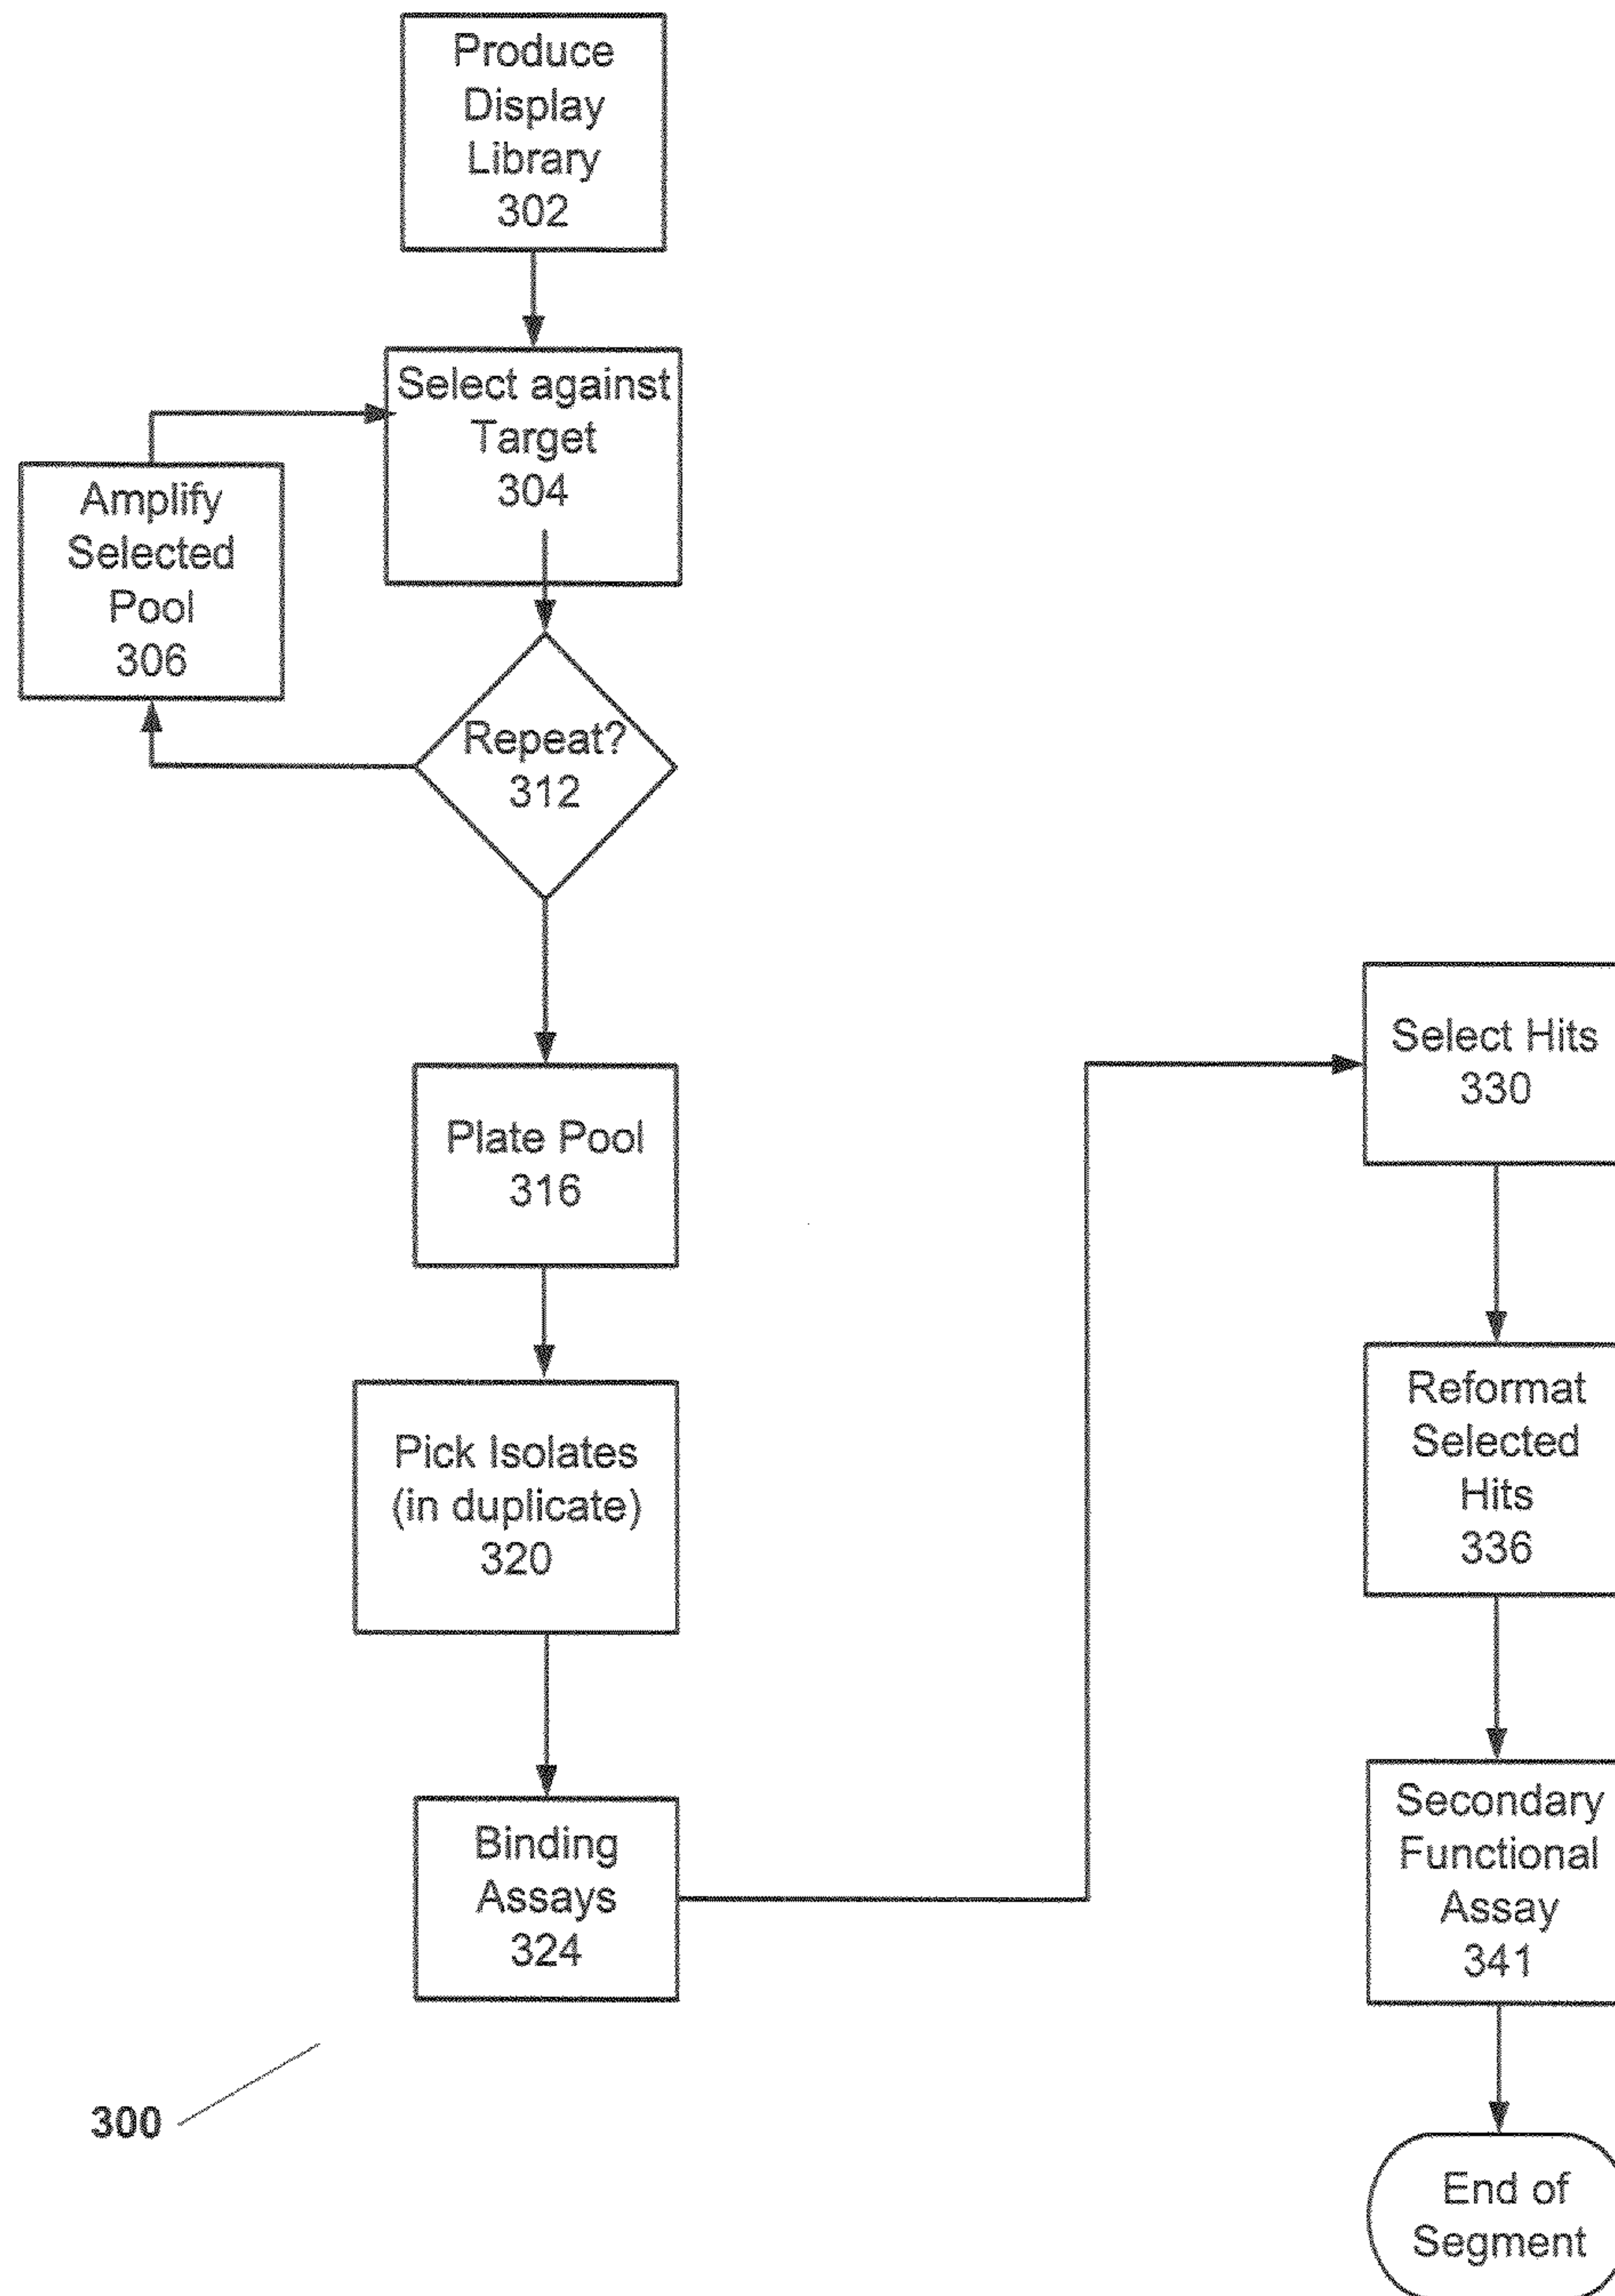 Produce
Display
Library
302
Select against
Target
304
Amplify
Selected
Pool
306
Repeat?
312
Plate Pool
316
Pick Isolates
(in duplicate)
320
Binding
Assays
324
Select Hits
330
Reformat
Selected
Hits
336
Secondary
Functional
Assay
341
End of
Segment
300